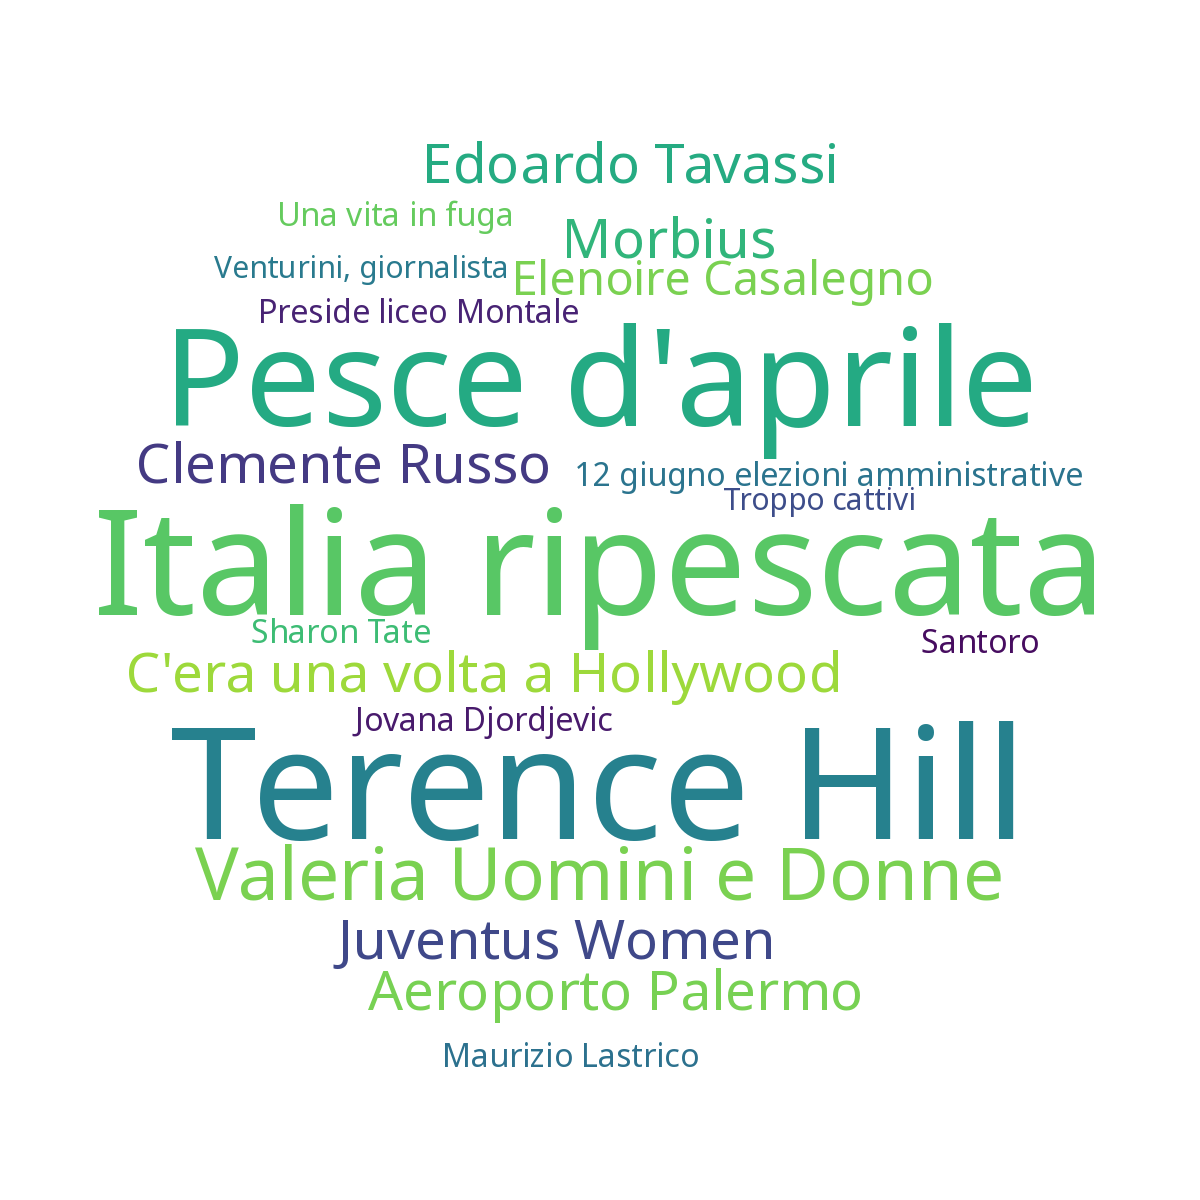 Edoardo Tavassi
Una vita in fuga
Morbius
Venturini, giornalista
Elenoire Casalegno
Preside liceo Montale
Pesce d'aprile
Clemente Russo
12 giugno elezioni amministrative
Troppo cattivi
Italia ripescata
Sharon Tate
Santoro
C'era una volta a Hollywood
Jovana Djordjevic
Terence Hill
Valeria Uomini e Donne
Juventus Women
Aeroporto Palermo
Maurizio Lastrico